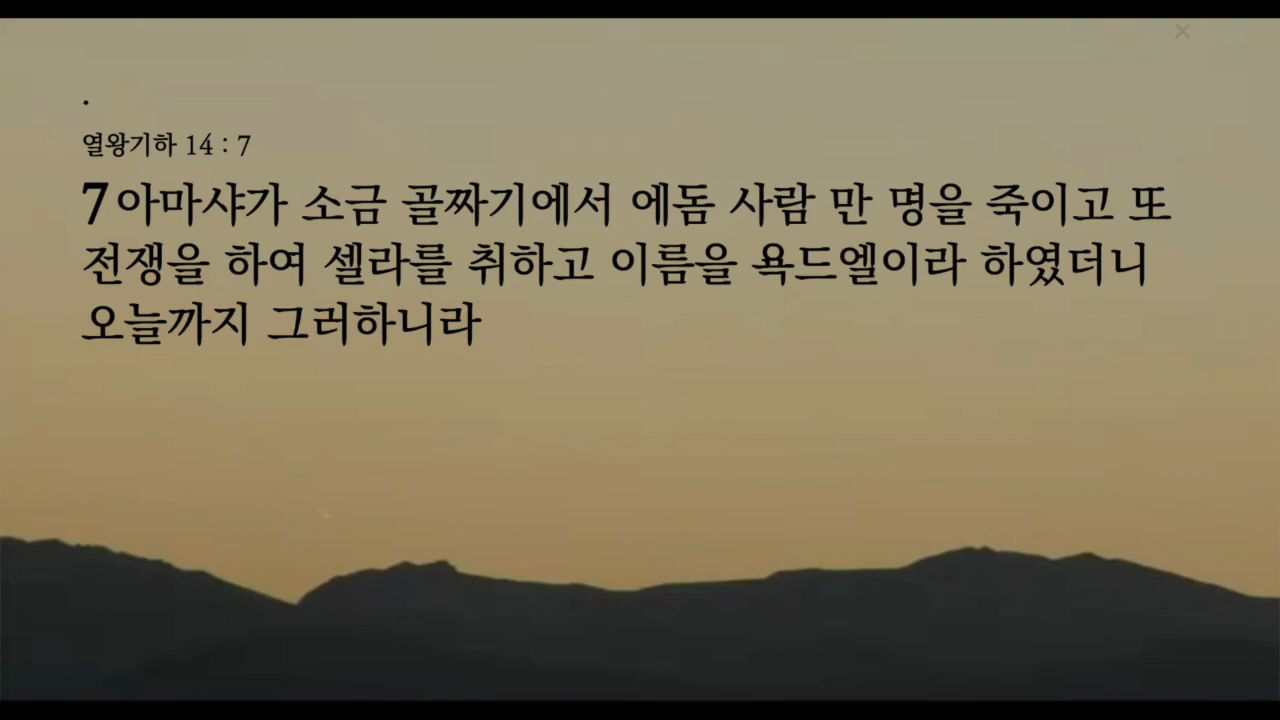 .
열왕기하 14 : 7
7 아마샤가 소금 골짜기에서 에돔 사람 만 명을 죽이고 또
전쟁을 하여 셀라를 취하고 이름을 욕드엘이라 하였더니
오늘까지 그러하니라